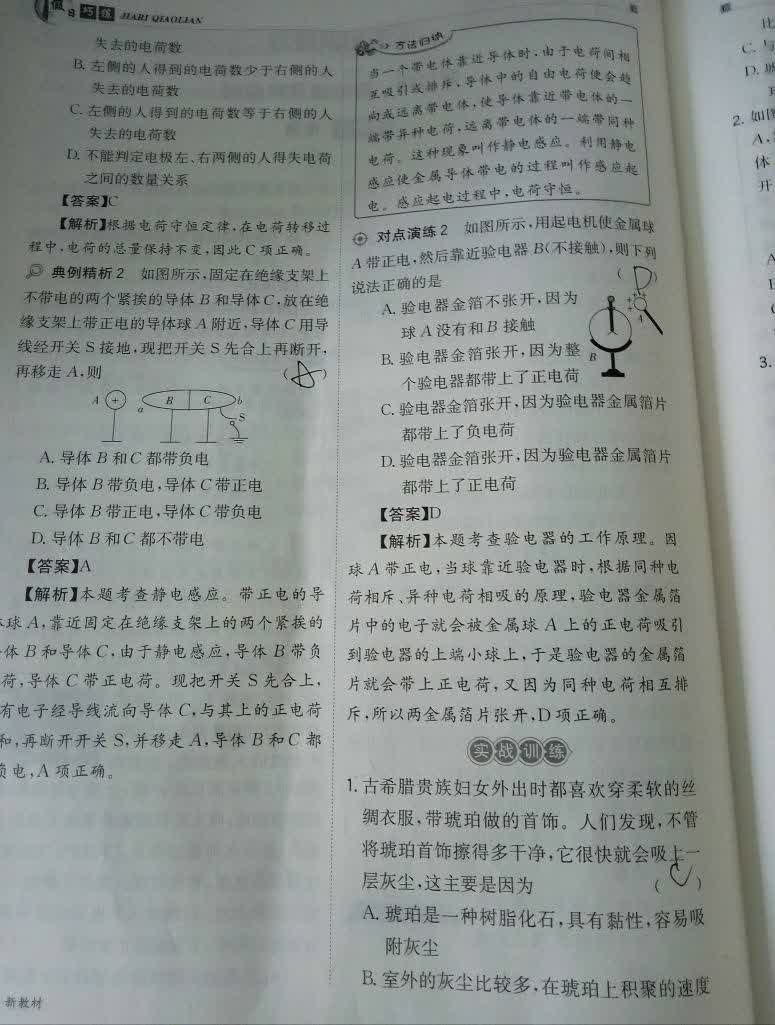 假日巧练 JIARI QIAOLIAN
失去的电荷数
B. 左侧的人得到的电荷数少于右侧的人
失去的电荷数
C. 左侧的人得到的电荷数等于右侧的人
失去的电荷数
D. 不能判定电极左、右两侧的人得失电荷
之间的数量关系
【答案】C
【解析】根据电荷守恒定律,在电荷转移过
程中,电荷的总量保持不变,因此C项正确。
典例精析2 如图所示,固定在绝缘支架上
不带电的两个紧挨的导体B和导体C,放在绝
缘支架上带正电的导体球A附近,导体C用导
线经开关S接地,现把开关S先合上再断开,
再移走A,则 (A)
A + a B C b S
A. 导体B和C都带负电
B. 导体B带负电,导体C带正电
C. 导体B带正电,导体C带负电
D. 导体B和C都不带电
【答案】A
【解析】本题考查静电感应。带正电的导
体球A,靠近固定在绝缘支架上的两个紧挨的
体B和导体C,由于静电感应,导体B带负
荷,导体C带正电荷。现把开关S先合上,
有电子经导线流向导体C,与其上的正电荷
和,再断开开关S,并移走A,导体B和C都
负电,A项正确。
新教材
方法归纳
当一个带电体靠近导体时,由于电荷间相
互吸引或排斥,导体中的自由电荷便会趋
向或远离带电体,使导体靠近带电体的一
端带异种电荷,远离带电体的一端带同种
电荷。这种现象叫作静电感应。利用静电
感应使金属导体带电的过程叫作感应起
电。感应起电过程中,电荷守恒。
对点演练2 如图所示,用起电机使金属球
A带正电,然后靠近验电器B(不接触),则下列
说法正确的是 (D)
A. 验电器金箔不张开,因为
球A没有和B接触
B. 验电器金箔张开,因为整
个验电器都带上了正电荷
A
B
C. 验电器金箔张开,因为验电器金属箔片
都带上了负电荷
D. 验电器金箔张开,因为验电器金属箔片
都带上了正电荷
【答案】D
【解析】本题考查验电器的工作原理。因
球A带正电,当球靠近验电器时,根据同种电
荷相斥、异种电荷相吸的原理,验电器金属箔
片中的电子就会被金属球A上的正电荷吸引
到验电器的上端小球上,于是验电器的金属箔
片就会带上正电荷,又因为同种电荷相互排
斥,所以两金属箔片张开,D项正确。
实战训练
1. 古希腊贵族妇女外出时都喜欢穿柔软的丝
绸衣服,带琥珀做的首饰。人们发现,不管
将琥珀首饰擦得多干净,它很快就会吸上一
层灰尘,这主要是因为 ( )
A. 琥珀是一种树脂化石,具有黏性,容易吸
附灰尘
B. 室外的灰尘比较多,在琥珀上积聚的速度
C.
D.
2. 如
A.
体
开
3.